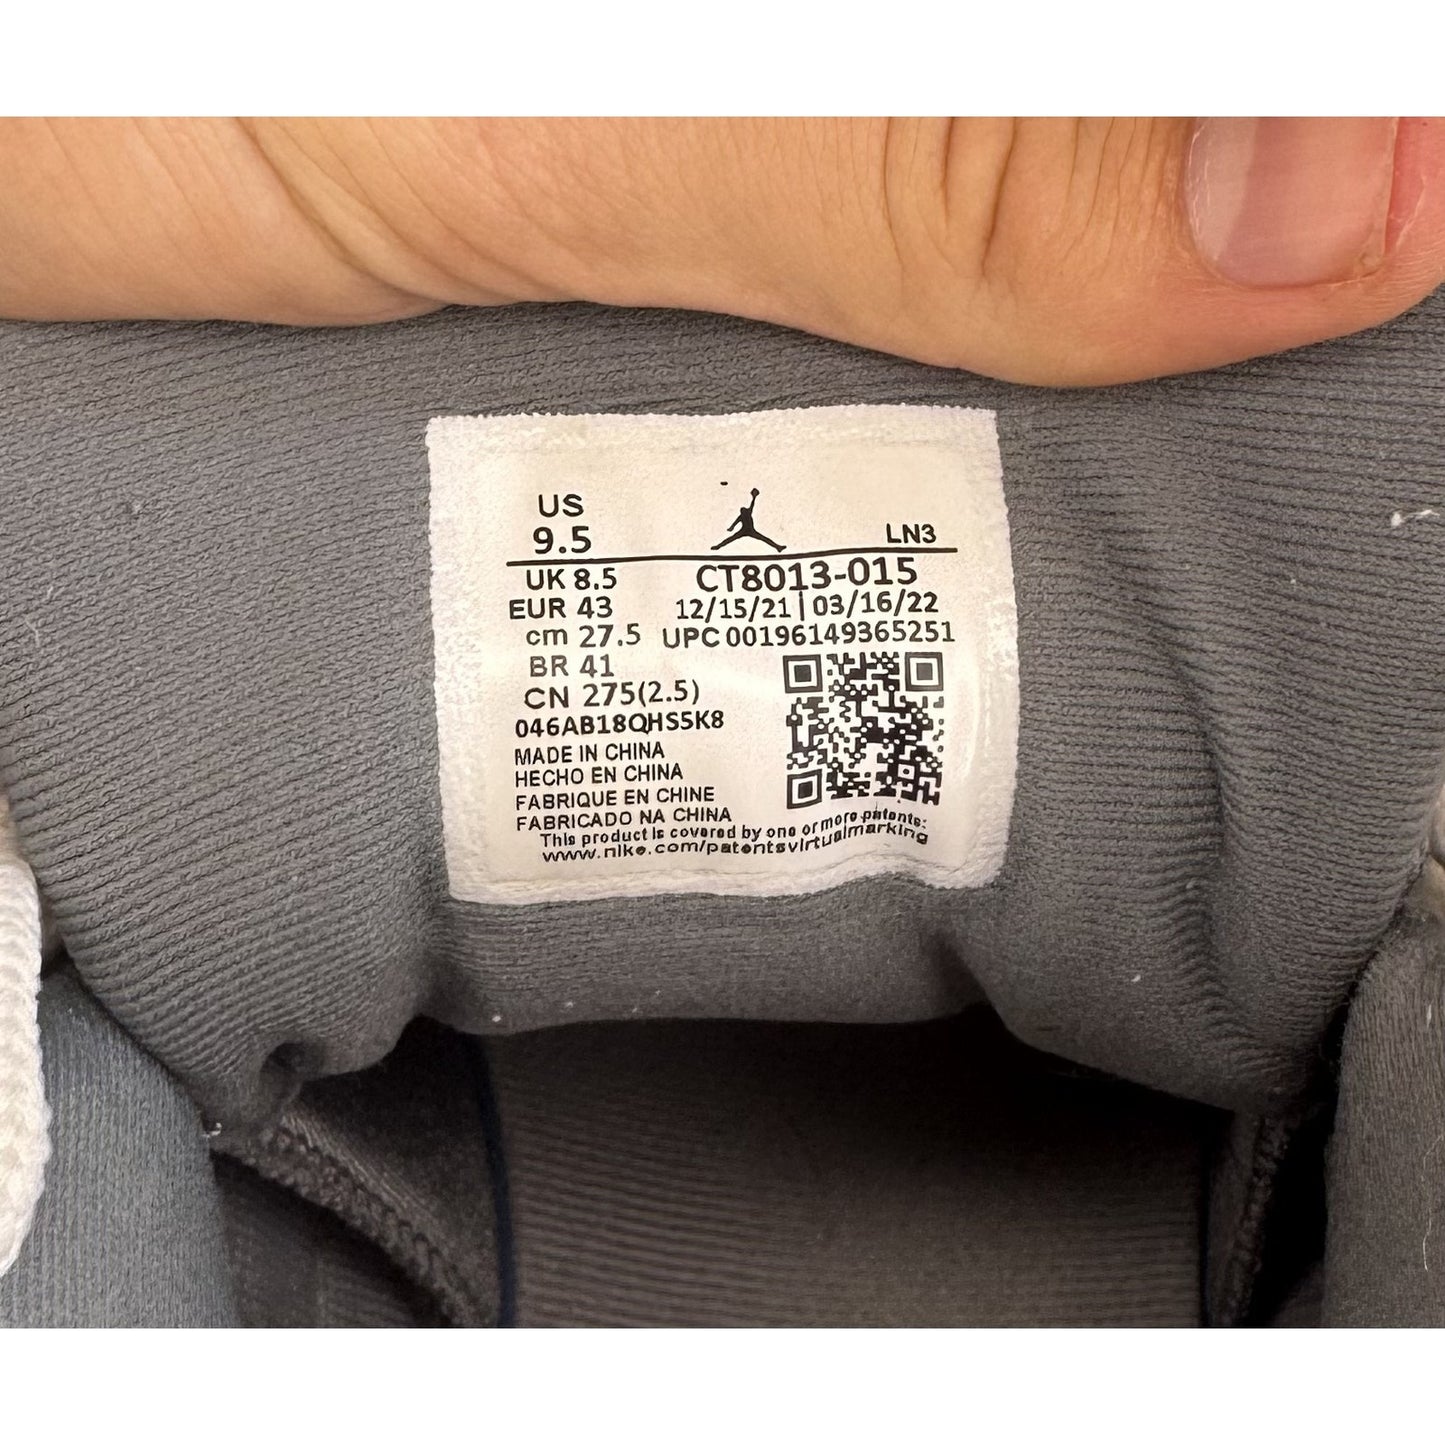 US
9.5
LN3
UK 8.5
CT8013-015
EUR 43
12/15/21 | 03/16/22
cm 27.5
UPC 00196149365251
BR 41
CN 275(2.5)
046AB18QHS5K8
MADE IN CHINA
HECHO EN CHINA
FABRIQUE EN CHINE
FABRICADO NA CHINA
This product is covered by one or more patents:
www.nike.com/patentsvirtualmarking